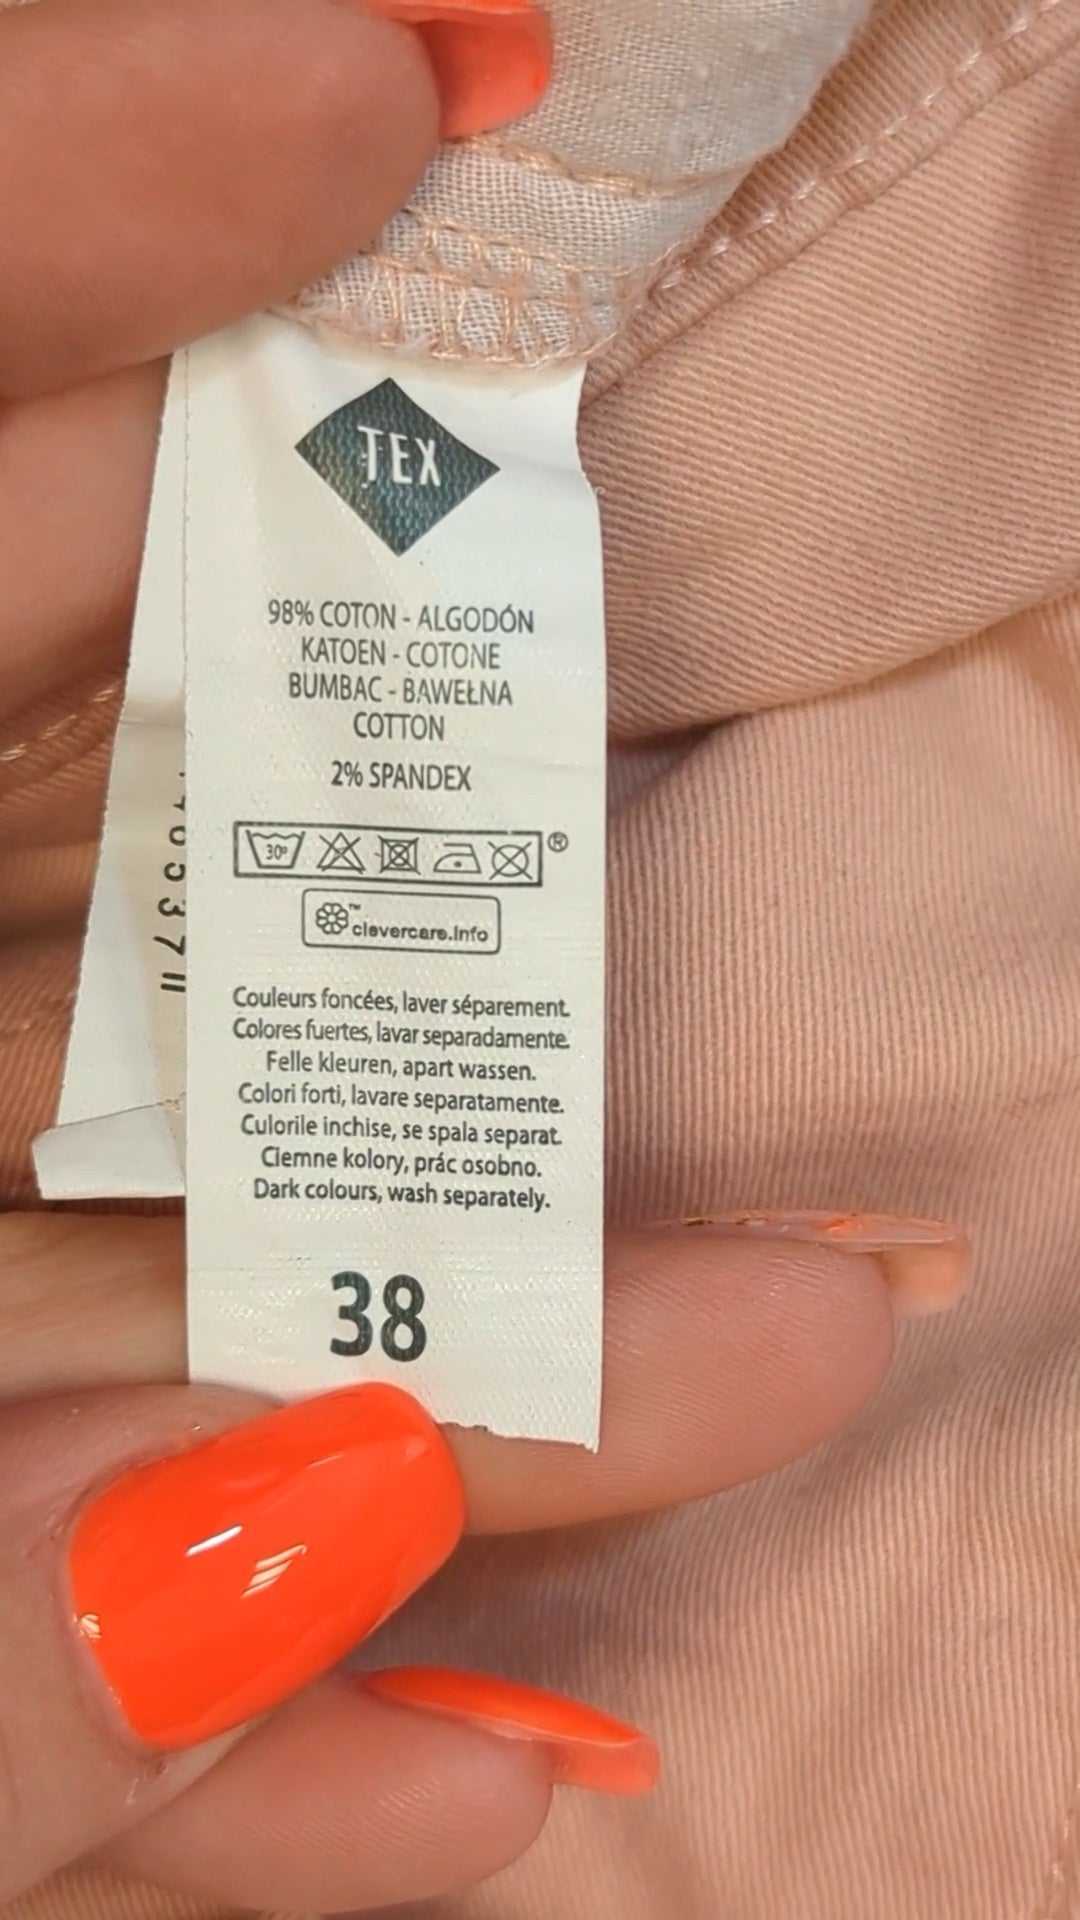 TEX
98% COTON - ALGODÓN
KATOEN - COTONE
BUMBAC - BAWEŁNA
COTTON
2% SPANDEX
30°
®
™
clevercare.info
Couleurs foncées, laver séparement.
Colores fuertes, lavar separadamente.
Felle kleuren, apart wassen.
Colori forti, lavare separatamente.
Culorile inchise, se spala separat.
Ciemne kolory, prác osobno.
Dark colours, wash separately.
38